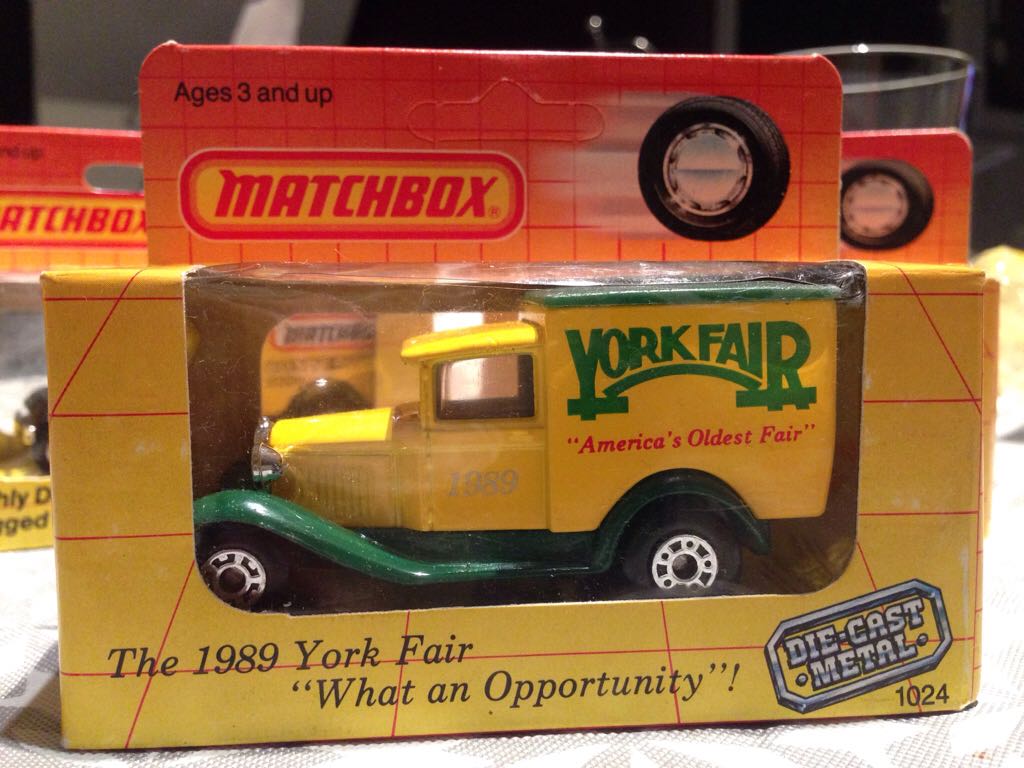 Ages 3 and up
MATCHBOX®
ATCHBOX
MATCHBOX
YORK FAIR
"America's Oldest Fair"
1989
The 1989 York Fair
"What an Opportunity"!
DIE-CAST
METAL
1024